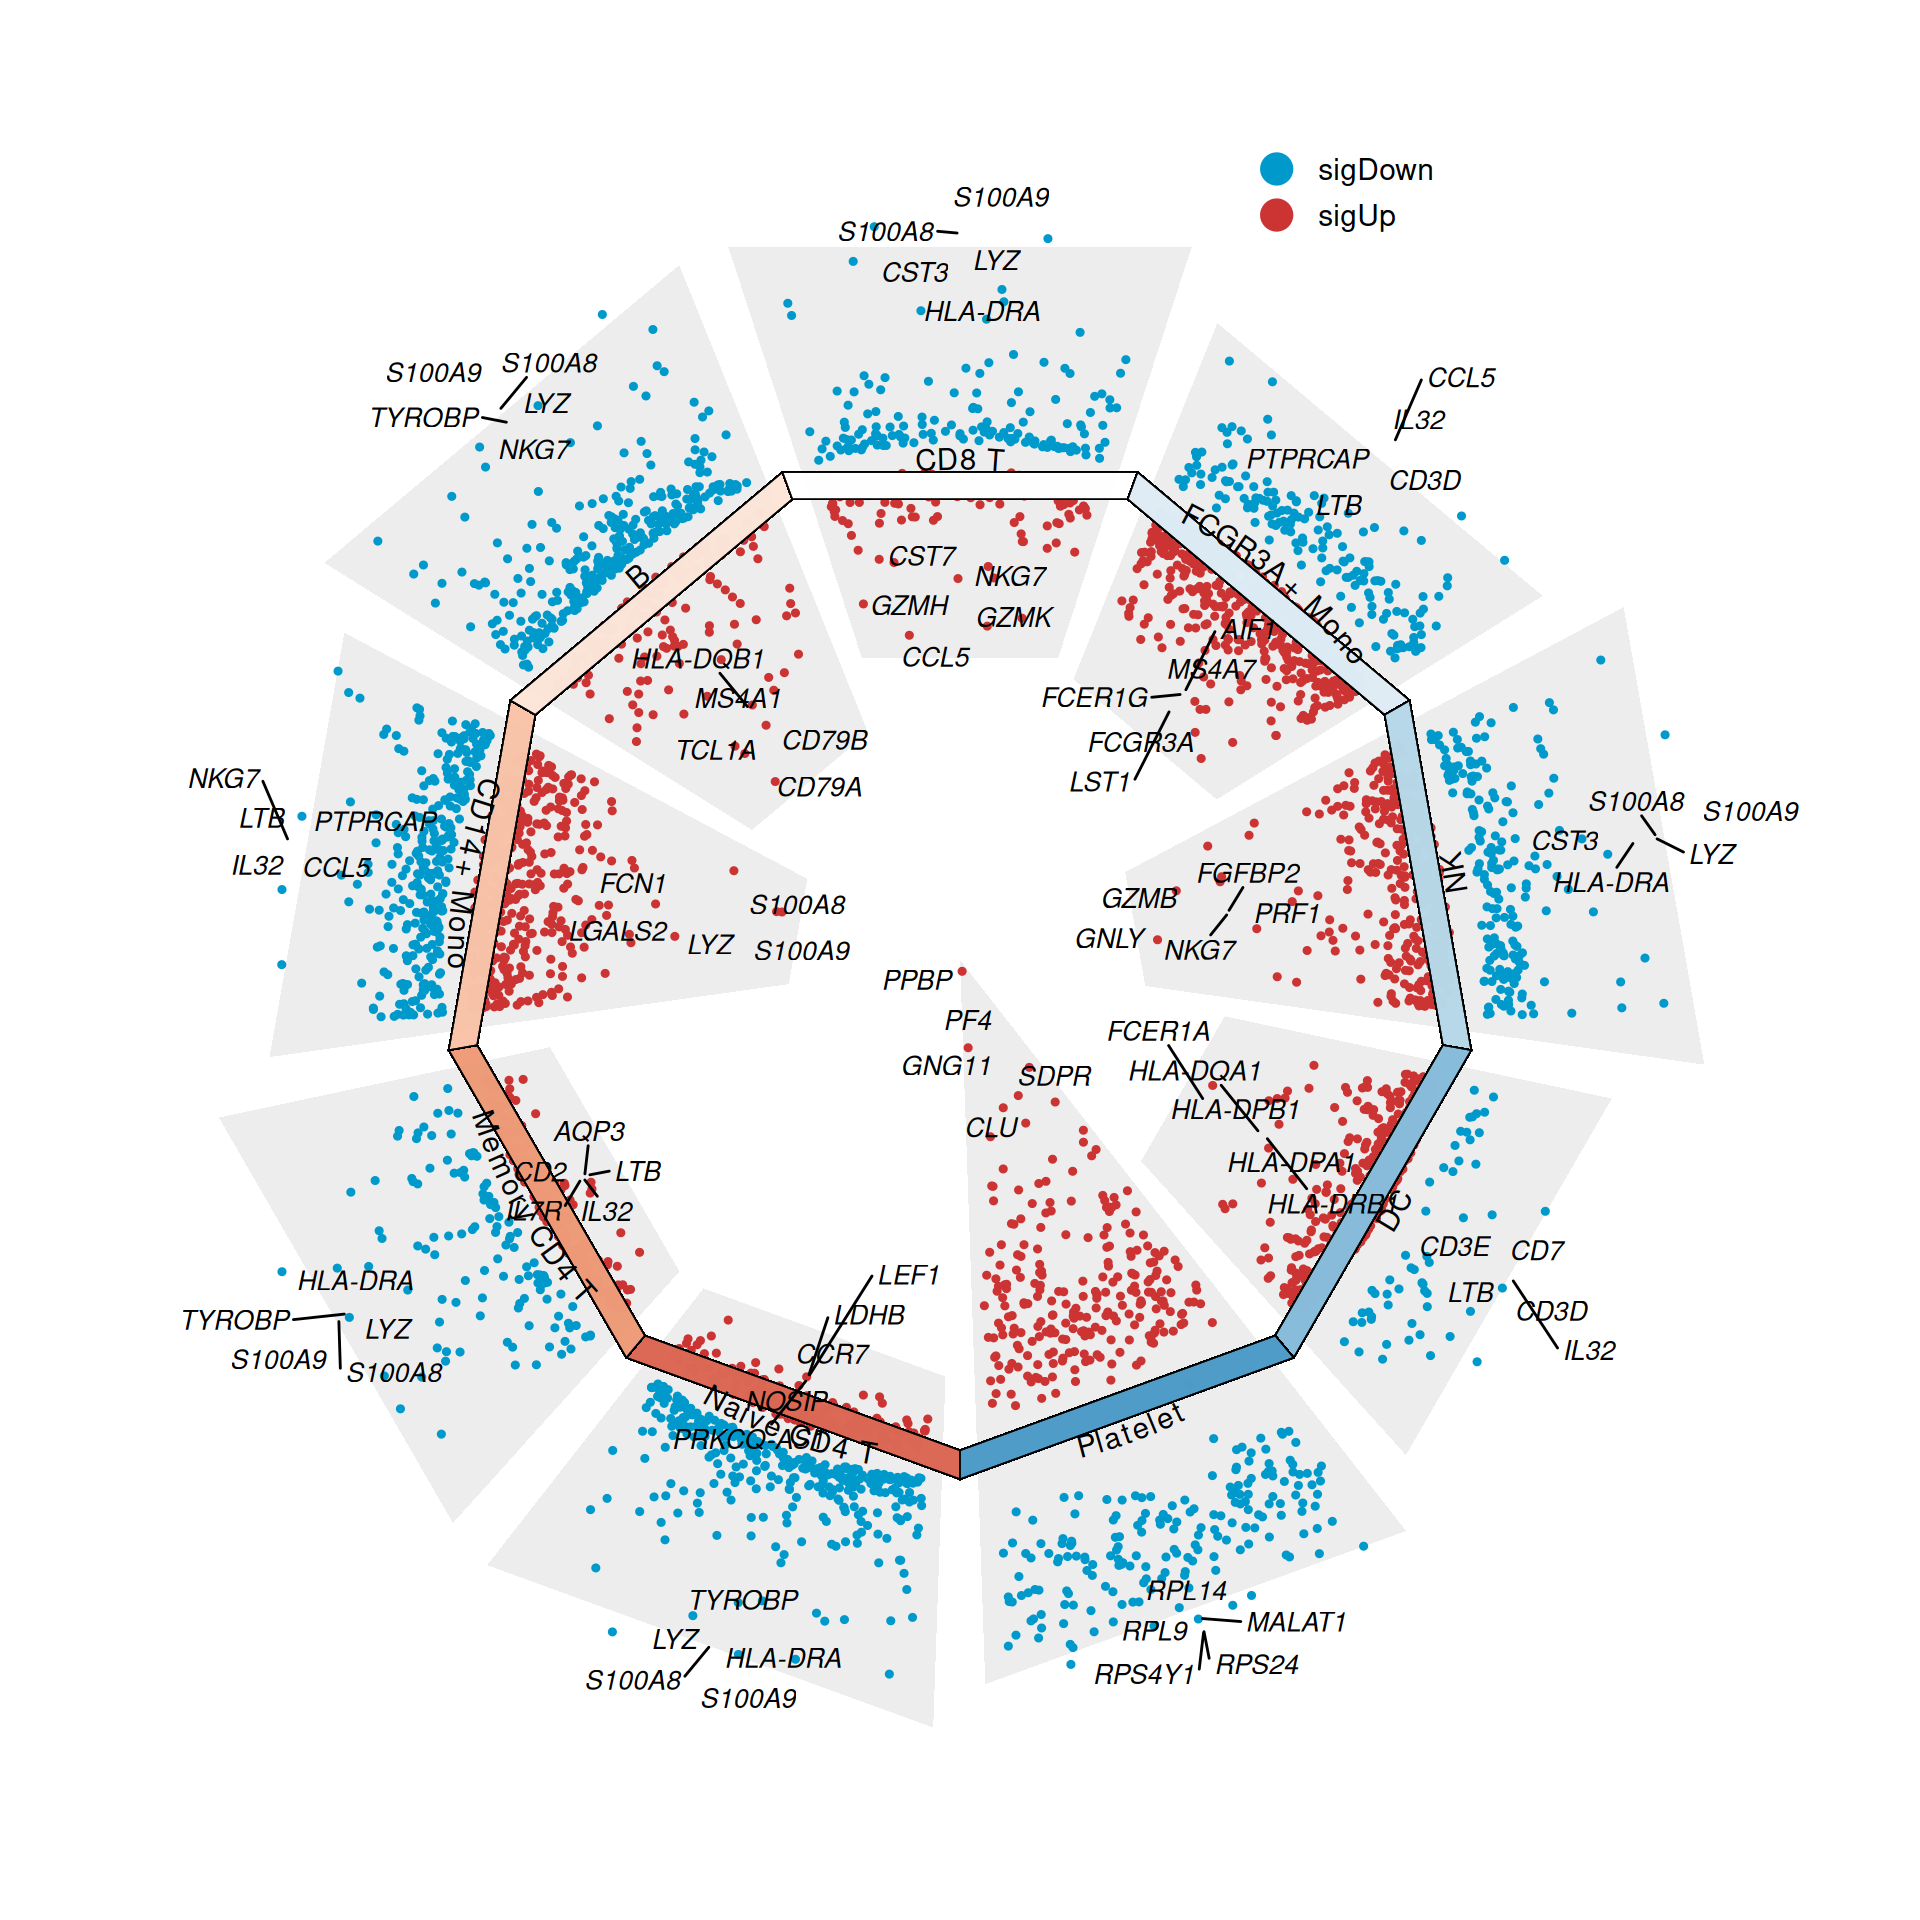 sigDown
sigUp
S100A9
S100A8
LYZ
CST3
HLA-DRA
CD8 T
CST7
NKG7
GZMH
GZMK
CCL5
CCL5
IL32
PTPRCAP
CD3D
LTB
FCGR3A+ Mono
AIF1
MS4A7
FCER1G
FCGR3A
LST1
S100A8
S100A9
CST3
LYZ
HLA-DRA
NK
FGFBP2
GZMB
PRF1
GNLY
NKG7
FCER1A
HLA-DQA1
HLA-DPB1
HLA-DPA1
HLA-DRB1
DC
CD3E
CD7
LTB
CD3D
IL32
PPBP
PF4
GNG11
SDPR
CLU
Platelet
RPL14
RPL9
MALAT1
RPS4Y1
RPS24
LEF1
LDHB
CCR7
NOSIP
PRKCQ-AS1
Naive CD4 T
TYROBP
LYZ
HLA-DRA
S100A8
S100A9
AQP3
CD2
LTB
IL7R
IL32
Memory CD4 T
HLA-DRA
TYROBP
LYZ
S100A9
S100A8
NKG7
LTB
PTPRCAP
IL32
CCL5
CD14+ Mono
FCN1
S100A8
LGALS2
LYZ
S100A9
S100A9
S100A8
TYROBP
LYZ
NKG7
B
HLA-DQB1
MS4A1
TCL1A
CD79B
CD79A